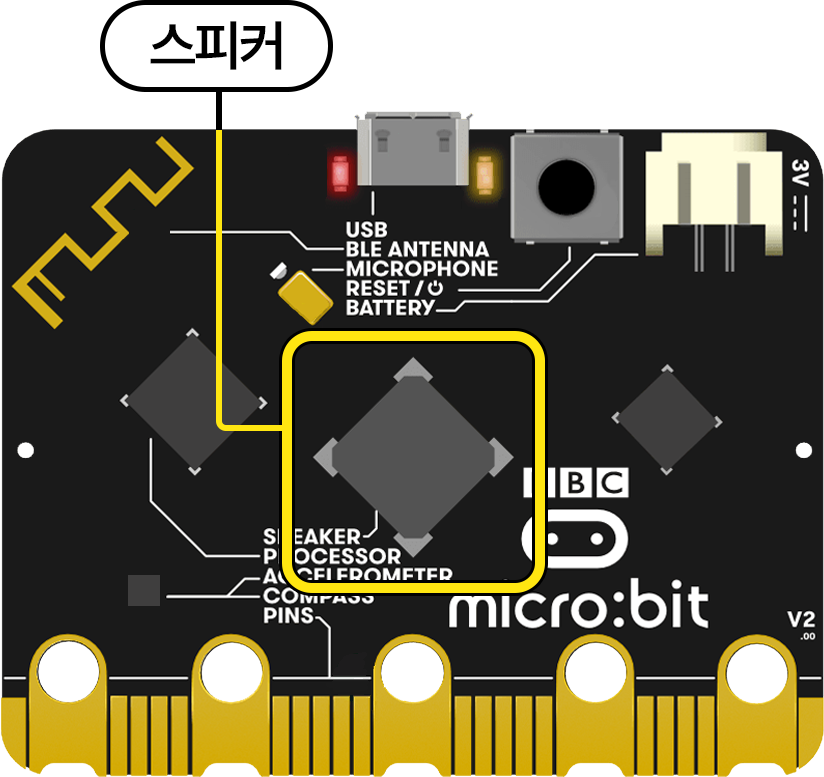 스피커
3V
USB
BLE ANTENNA
MICROPHONE
RESET / ⏻
BATTERY
BBC
SPEAKER
PROCESSOR
ACCELEROMETER
COMPASS
PINS
micro:bit
V2
.00